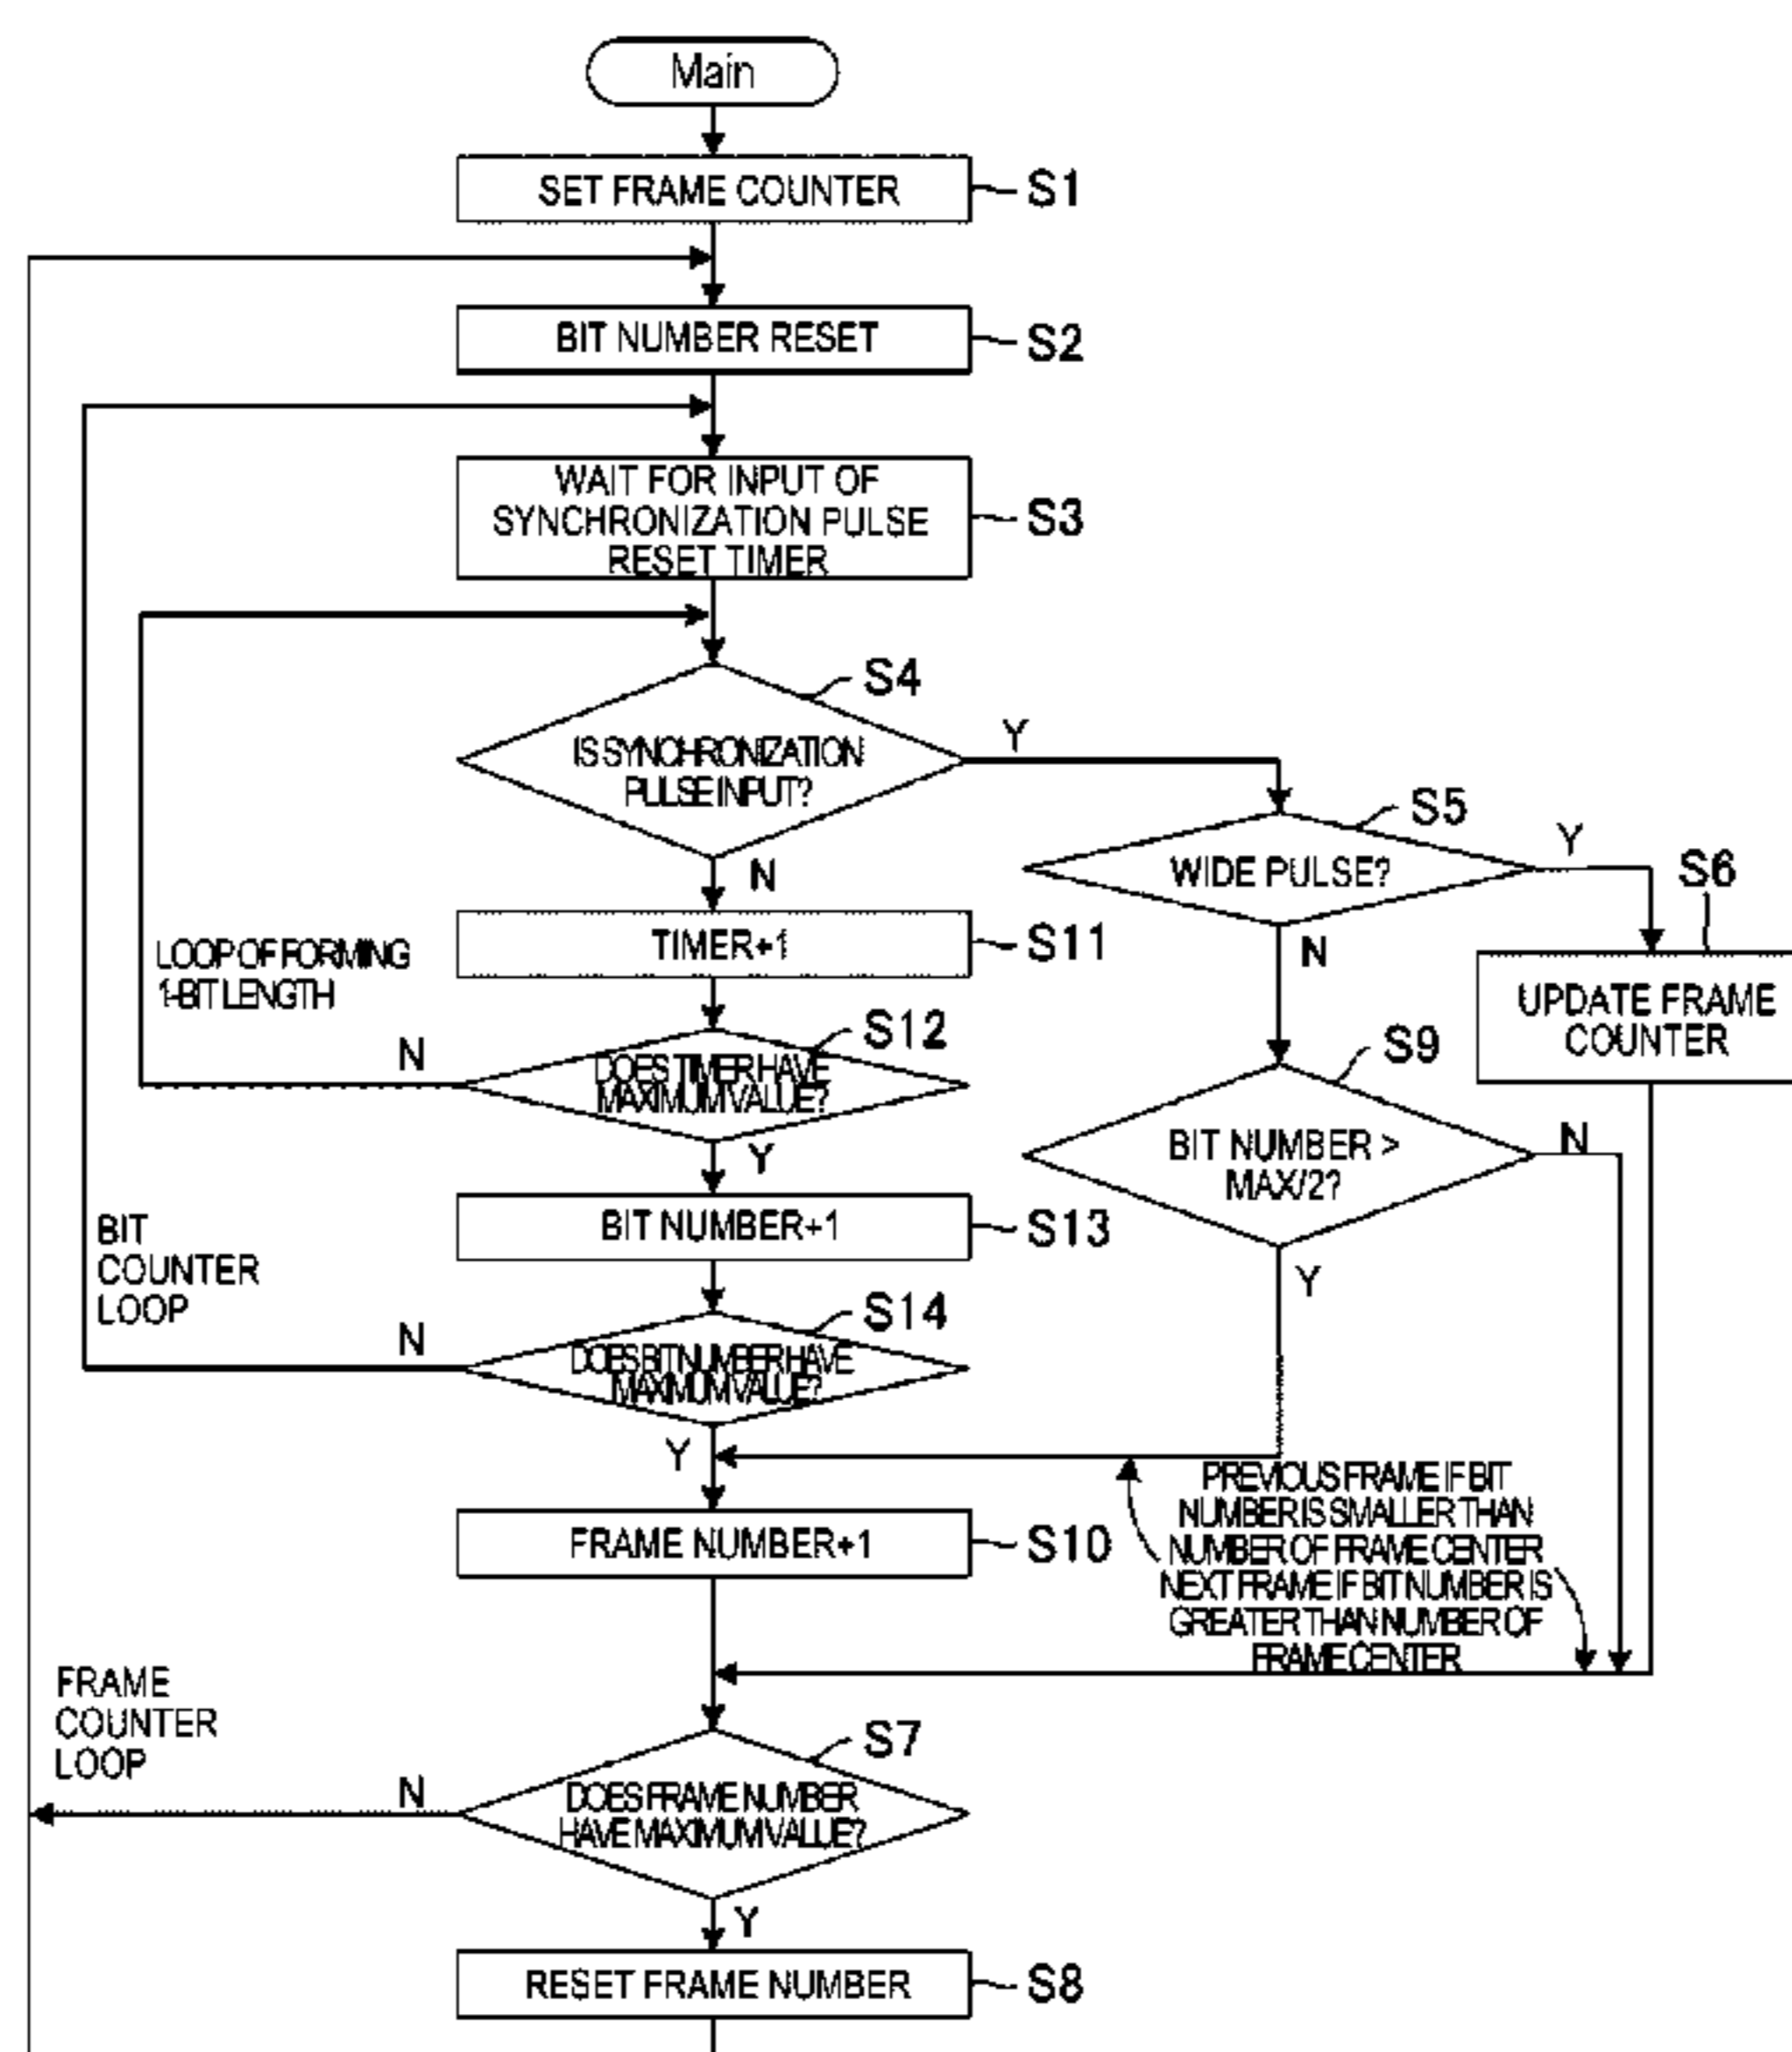 Main
SET FRAME COUNTER
S1
BIT NUMBER RESET
S2
WAIT FOR INPUT OF
SYNCHRONIZATION PULSE
RESET TIMER
S3
S4
IS SYNCHRONIZATION
PULSE INPUT?
Y
N
S5
WIDE PULSE?
Y
N
S6
UPDATE FRAME
COUNTER
TIMER+1
S11
LOOP OF FORMING
1-BIT LENGTH
S12
DOES TIMER HAVE
MAXIMUM VALUE?
N
Y
S9
BIT NUMBER >
MAX/2?
N
Y
BIT NUMBER+1
S13
BIT
COUNTER
LOOP
S14
DOES BIT NUMBER HAVE
MAXIMUM VALUE?
N
Y
PREVIOUS FRAME IF BIT
NUMBER IS SMALLER THAN
NUMBER OF FRAME CENTER
NEXT FRAME IF BIT NUMBER IS
GREATER THAN NUMBER OF
FRAME CENTER
FRAME NUMBER+1
S10
FRAME
COUNTER
LOOP
S7
DOES FRAME NUMBER
HAVE MAXIMUM VALUE?
N
Y
RESET FRAME NUMBER
S8